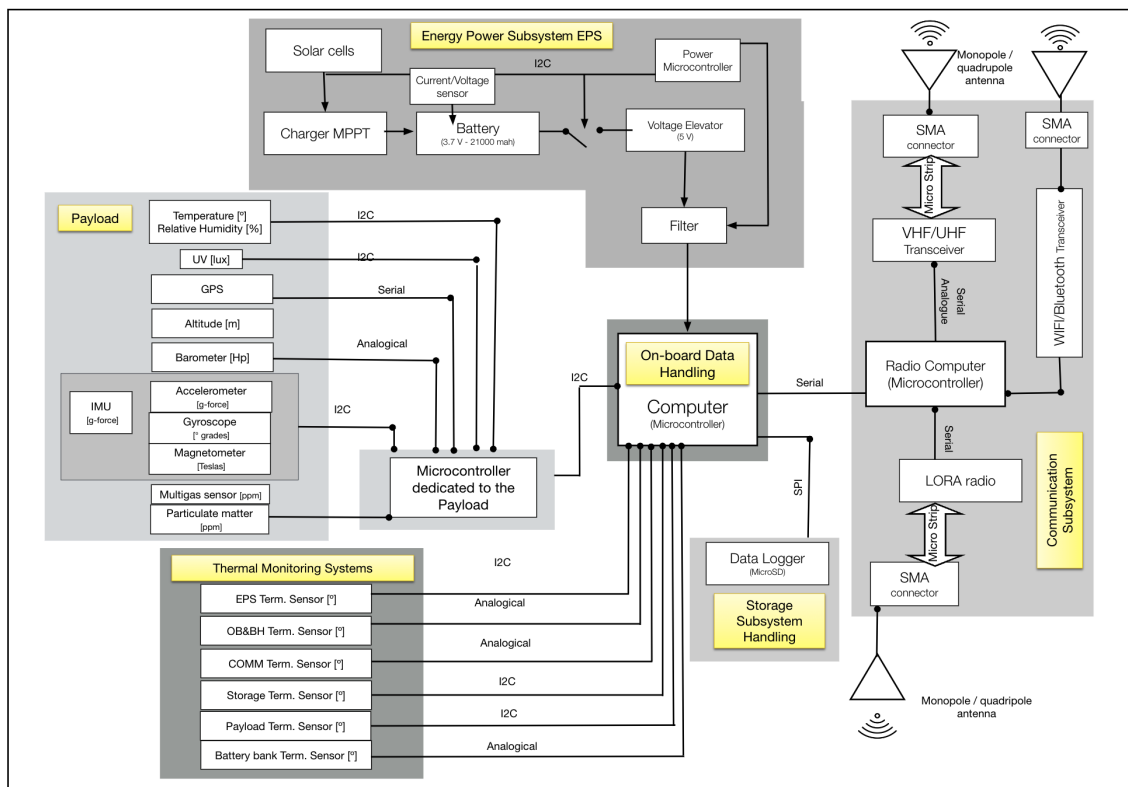 Energy Power Subsystem EPS
Solar cells
I2C
Power
Microcontroller
Current/Voltage
sensor
Charger MPPT
Battery
(3.7 V - 21000 mah)
Voltage Elevator
(5 V)
Filter
Monopole /
quadrupole
antenna
SMA
connector
SMA
connector
Micro Strip
VHF/UHF
Transceiver
WIFI/Bluetooth Transceiver
Serial
Analogue
Radio Computer
(Microcontroller)
Serial
LORA radio
Micro Strip
SMA
connector
Communication
Subsystem
Monopole / quadripole
antenna
Payload
Temperature [º]
Relative Humidity [%]
I2C
UV [lux]
I2C
GPS
Serial
Altitude [m]
Barometer [Hp]
Analogical
IMU
[g-force]
Accelerometer
[g-force]
Gyroscope
[° grades]
Magnetometer
[Teslas]
I2C
Multigas sensor [ppm]
Particulate matter
[ppm]
Microcontroller
dedicated to the
Payload
I2C
On-board Data
Handling
Computer
(Microcontroller)
Serial
SPI
Data Logger
(MicroSD)
Storage
Subsystem
Handling
Thermal Monitoring Systems
I2C
EPS Term. Sensor [º]
Analogical
OB&BH Term. Sensor [º]
Analogical
COMM Term. Sensor [º]
I2C
Storage Term. Sensor [º]
I2C
Payload Term. Sensor [º]
Analogical
Battery bank Term. Sensor [º]